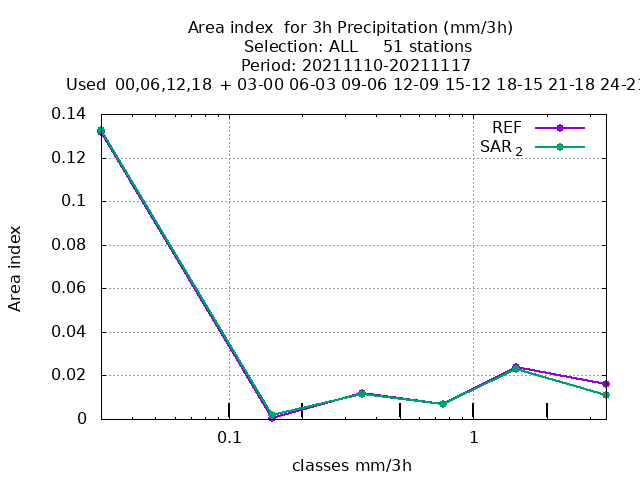 Area index  for 3h Precipitation (mm/3h)
Selection: ALL     51 stations
Period: 20211110-20211117
Used  00,06,12,18  + 03-00 06-03 09-06 12-09 15-12 18-15 21-18 24-21
0.14
REF
SAR 2
0.12
0.1
0.08
Area index
0.06
0.04
0.02
0
0.1
1
classes mm/3h